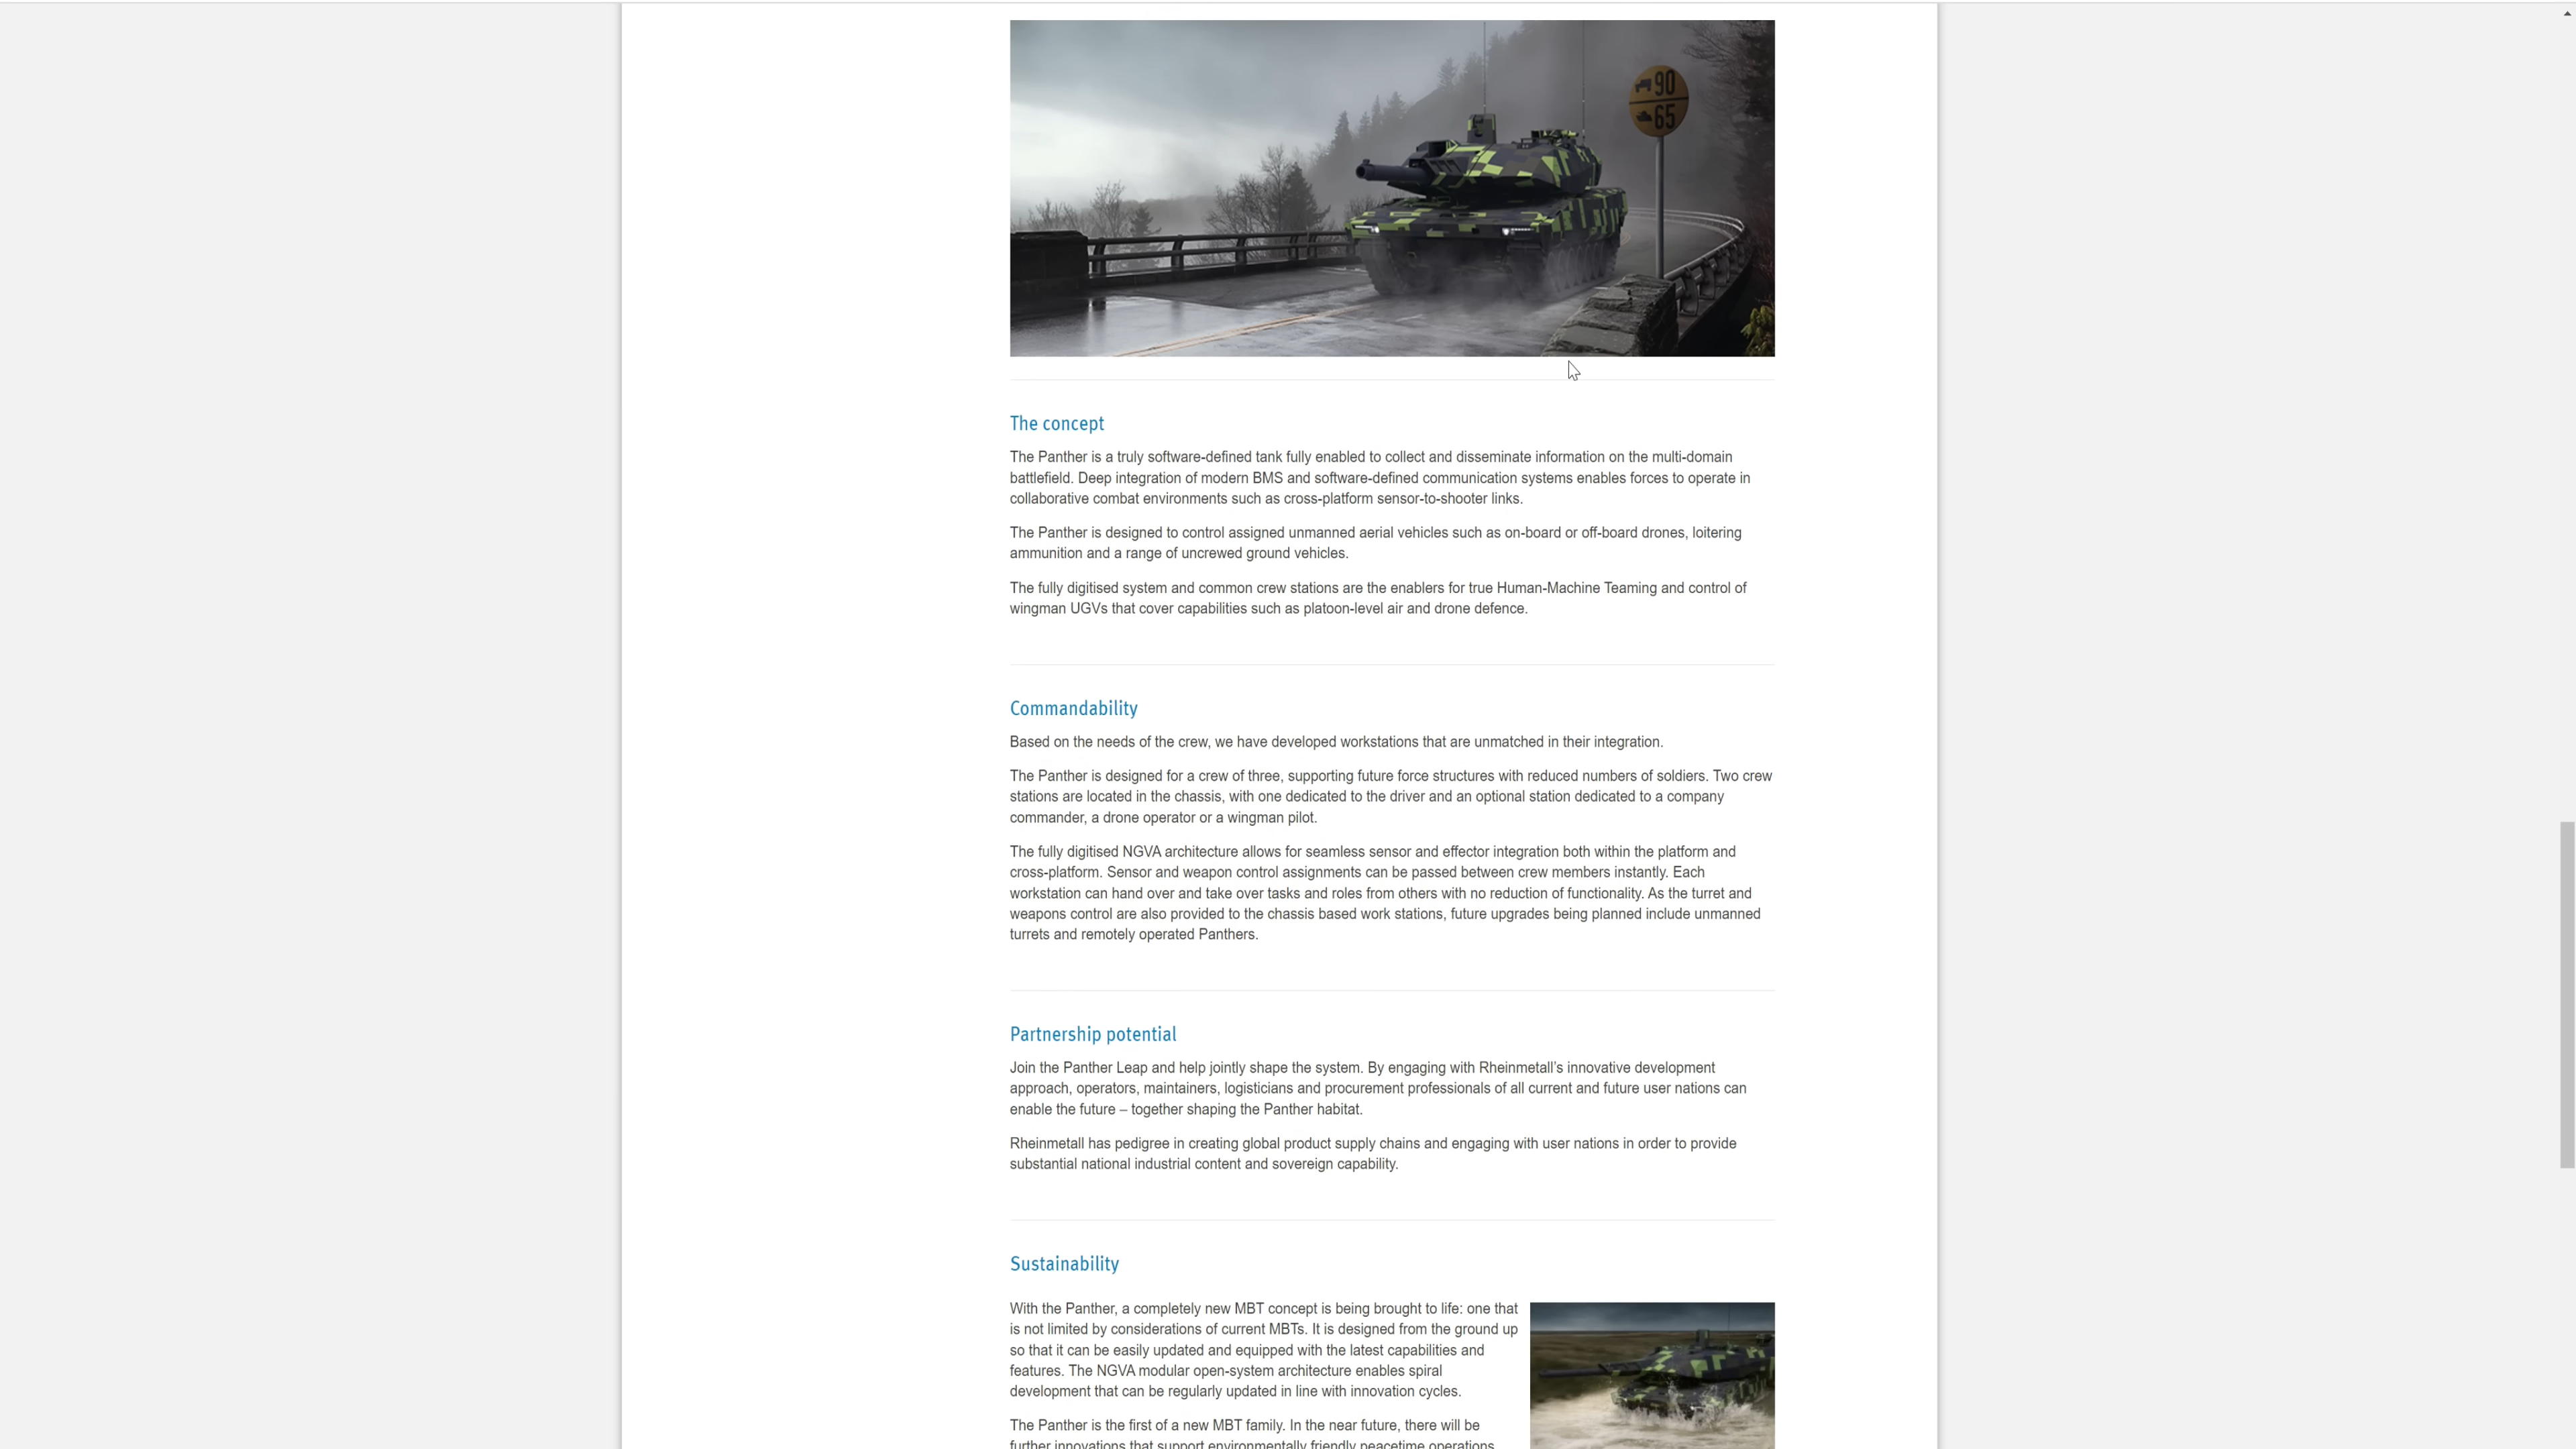 90
65
The concept
The Panther is a truly software-defined tank fully enabled to collect and disseminate information on the multi-domain
battlefield. Deep integration of modern BMS and software-defined communication systems enables forces to operate in
collaborative combat environments such as cross-platform sensor-to-shooter links.
The Panther is designed to control assigned unmanned aerial vehicles such as on-board or off-board drones, loitering
ammunition and a range of uncrewed ground vehicles.
The fully digitised system and common crew stations are the enablers for true Human-Machine Teaming and control of
wingman UGVs that cover capabilities such as platoon-level air and drone defence.
Commandability
Based on the needs of the crew, we have developed workstations that are unmatched in their integration.
The Panther is designed for a crew of three, supporting future force structures with reduced numbers of soldiers. Two crew
stations are located in the chassis, with one dedicated to the driver and an optional station dedicated to a company
commander, a drone operator or a wingman pilot.
The fully digitised NGVA architecture allows for seamless sensor and effector integration both within the platform and
cross-platform. Sensor and weapon control assignments can be passed between crew members instantly. Each
workstation can hand over and take over tasks and roles from others with no reduction of functionality. As the turret and
weapons control are also provided to the chassis based work stations, future upgrades being planned include unmanned
turrets and remotely operated Panthers.
Partnership potential
Join the Panther Leap and help jointly shape the system. By engaging with Rheinmetall's innovative development
approach, operators, maintainers, logisticians and procurement professionals of all current and future user nations can
enable the future – together shaping the Panther habitat.
Rheinmetall has pedigree in creating global product supply chains and engaging with user nations in order to provide
substantial national industrial content and sovereign capability.
Sustainability
With the Panther, a completely new MBT concept is being brought to life: one that
is not limited by considerations of current MBTs. It is designed from the ground up
so that it can be easily updated and equipped with the latest capabilities and
features. The NGVA modular open-system architecture enables spiral
development that can be regularly updated in line with innovation cycles.
The Panther is the first of a new MBT family. In the near future, there will be
further innovations that support environmentally friendly peacetime operations